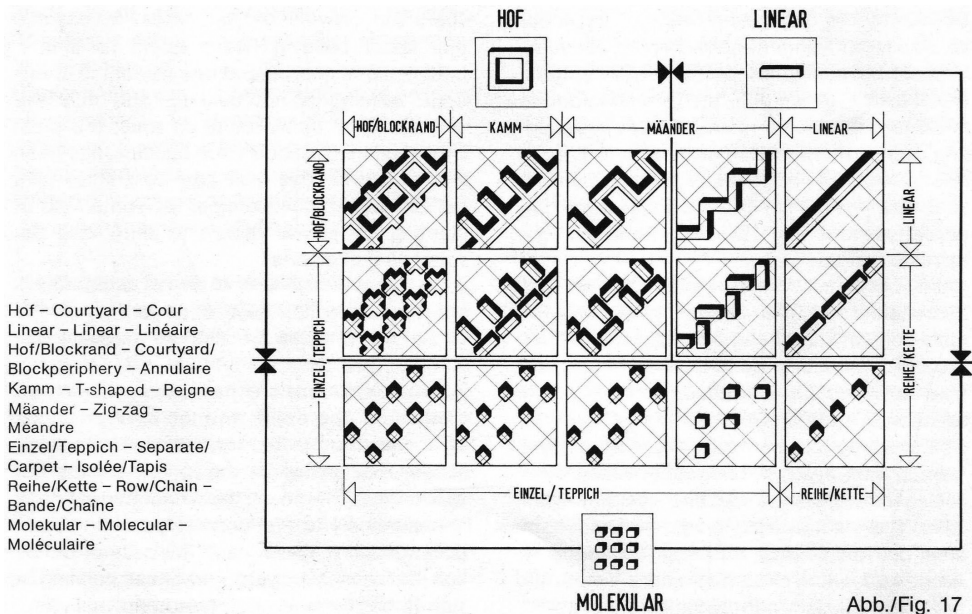 HOF
LINEAR
HOF/BLOCKRAND
KAMM
MÄANDER
LINEAR
HOF/BLOCKRAND
LINEAR
EINZEL/TEPPICH
REIHE/KETTE
Hof – Courtyard – Cour
Linear – Linear – Linéaire
Hof/Blockrand – Courtyard/
Blockperiphery – Annulaire
Kamm – T-shaped – Peigne
Mäander – Zig-zag –
Méandre
Einzel/Teppich – Separate/
Carpet – Isolée/Tapis
Reihe/Kette – Row/Chain –
Bande/Chaîne
Molekular – Molecular –
Moléculaire
EINZEL/TEPPICH
REIHE/KETTE
MOLEKULAR
Abb./Fig. 17